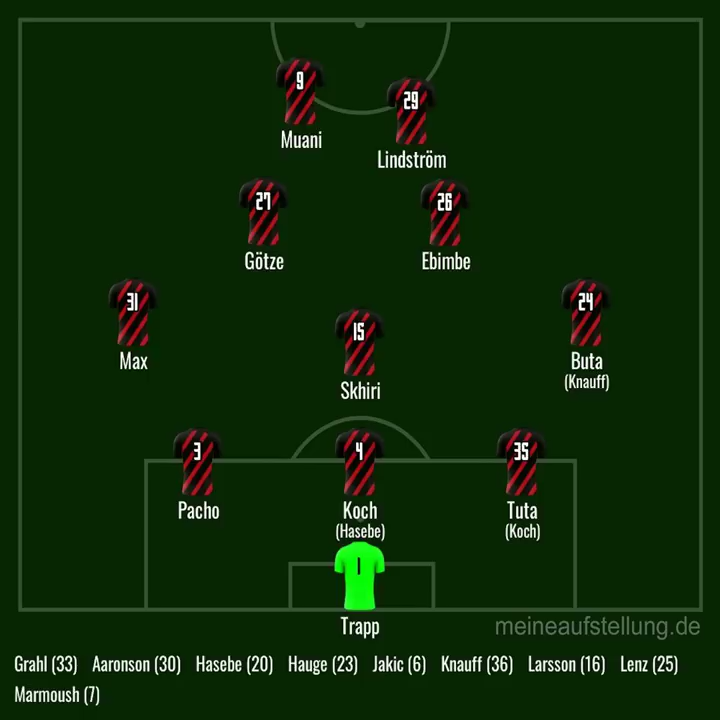 9
29
Muani
Lindström
27
26
Götze
Ebimbe
31
24
15
Max
Buta
(Knauff)
Skhiri
3
4
35
Pacho
Koch
Tuta
(Hasebe)
(Koch)
1
Trapp
meineaufstellung.de
Grahl (33) Aaronson (30) Hasebe (20) Hauge (23) Jakic (6) Knauff (36) Larsson (16) Lenz (25)
Marmoush (7)